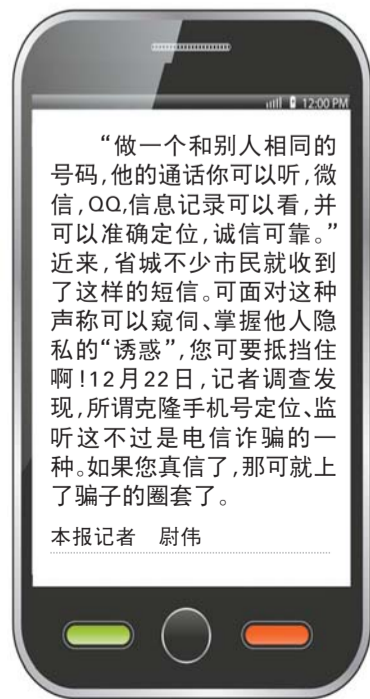 12:00 PM
“做一个和别人相同的
号码,他的通话你可以听,微
信,QQ,信息记录可以看,并
可以准确定位,诚信可靠。”
近来,省城不少市民就收到
了这样的短信。可面对这种
声称可以窥伺、掌握他人隐
私的“诱惑”,您可要抵挡住
啊!12月22日,记者调查发
现,所谓克隆手机号定位、监
听这不过是电信诈骗的一
种。如果您真信了,那可就上
了骗子的圈套了。
本报记者 尉伟